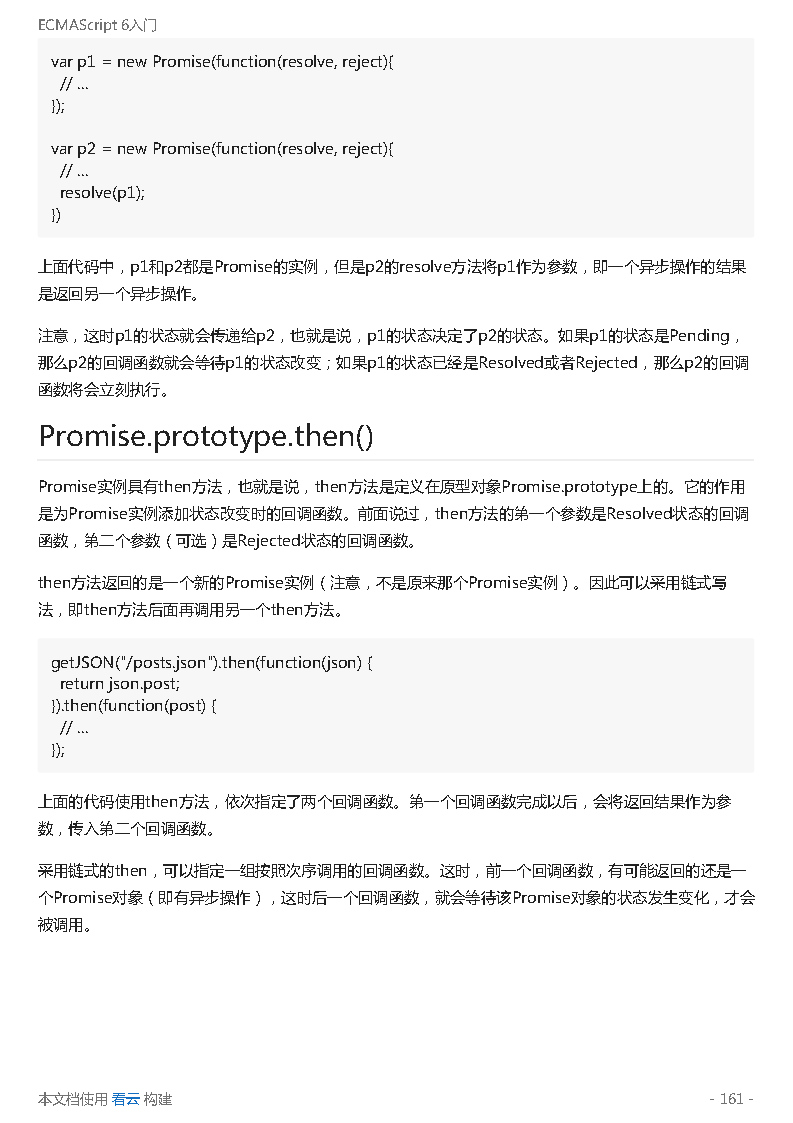 ECMAScript 6入门
var p1 = new Promise(function(resolve, reject){
  // ...
});

var p2 = new Promise(function(resolve, reject){
  // ...
  resolve(p1);
})
上面代码中，p1和p2都是Promise的实例，但是p2的resolve方法将p1作为参数，即一个异步操作的结果
是返回另一个异步操作。
注意，这时p1的状态就会传递给p2，也就是说，p1的状态决定了p2的状态。如果p1的状态是Pending，
那么p2的回调函数就会等待p1的状态改变；如果p1的状态已经是Resolved或者Rejected，那么p2的回调
函数将会立刻执行。
Promise.prototype.then()
Promise实例具有then方法，也就是说，then方法是定义在原型对象Promise.prototype上的。它的作用
是为Promise实例添加状态改变时的回调函数。前面说过，then方法的第一个参数是Resolved状态的回调
函数，第二个参数（可选）是Rejected状态的回调函数。
then方法返回的是一个新的Promise实例（注意，不是原来那个Promise实例）。因此可以采用链式写
法，即then方法后面再调用另一个then方法。
getJSON("/posts.json").then(function(json) {
  return json.post;
}).then(function(post) {
  // ...
});
上面的代码使用then方法，依次指定了两个回调函数。第一个回调函数完成以后，会将返回结果作为参
数，传入第二个回调函数。
采用链式的then，可以指定一组按照次序调用的回调函数。这时，前一个回调函数，有可能返回的还是一
个Promise对象（即有异步操作），这时后一个回调函数，就会等待该Promise对象的状态发生变化，才会
被调用。
本文档使用 看云 构建
- 161 -